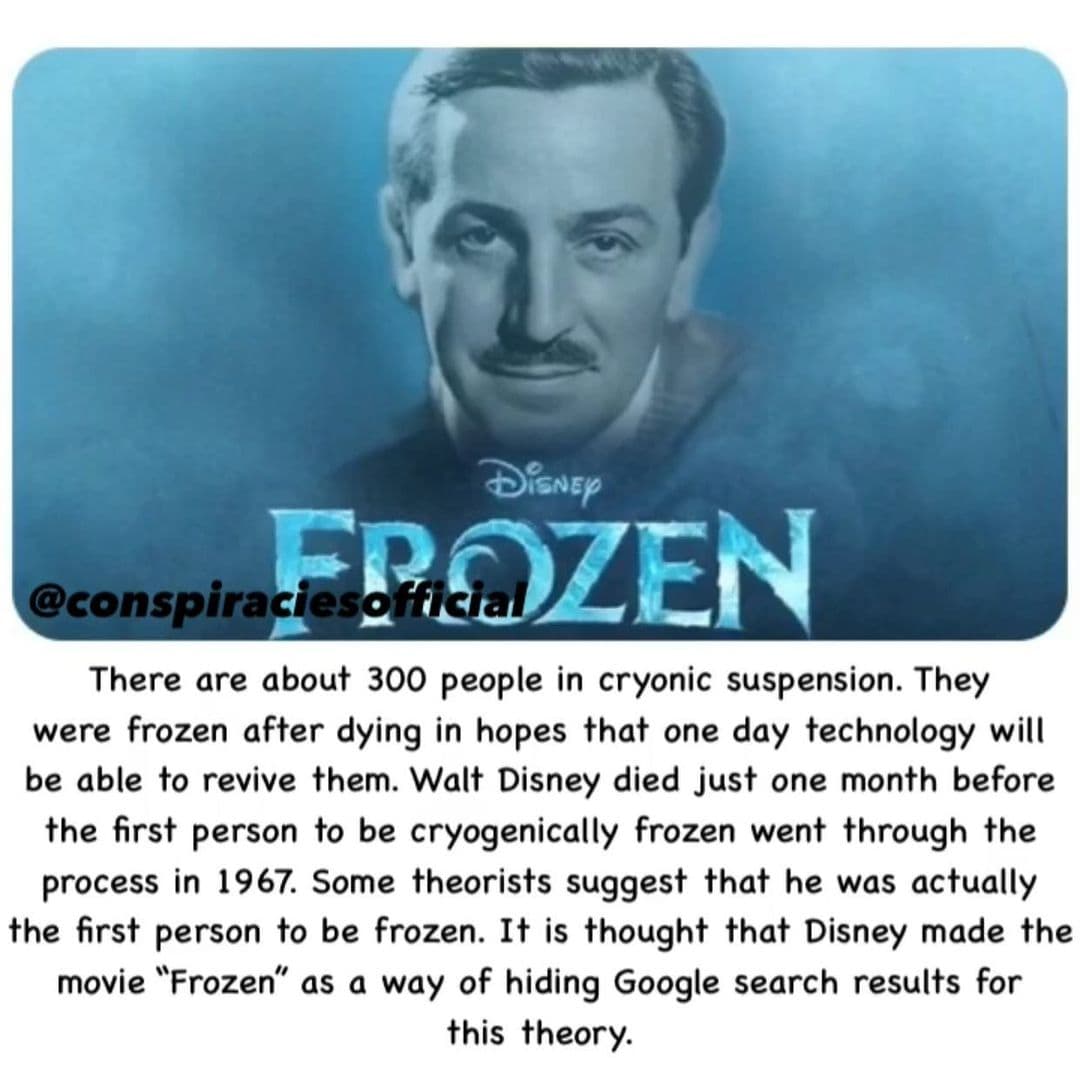 Disney
FROZEN
@conspiraciesofficial
There are about 300 people in cryonic suspension. They
were frozen after dying in hopes that one day technology will
be able to revive them. Walt Disney died just one month before
the first person to be cryogenically frozen went through the
process in 1967. Some theorists suggest that he was actually
the first person to be frozen. It is thought that Disney made the
movie “Frozen” as a way of hiding Google search results for
this theory.